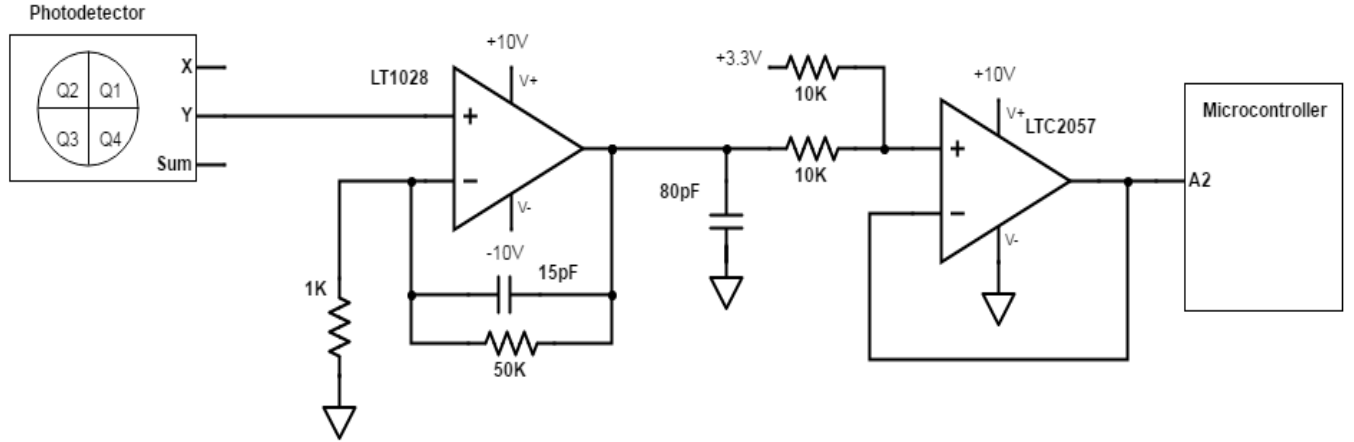 Photodetector
Q2 Q1
Q3 Q4
X
Y
Sum
LT1028
+10V
V+
+
-
V-
-10V
1K
15pF
50K
80pF
+3.3V
10K
10K
+10V
V+
LTC2057
+
-
V-
Microcontroller
A2